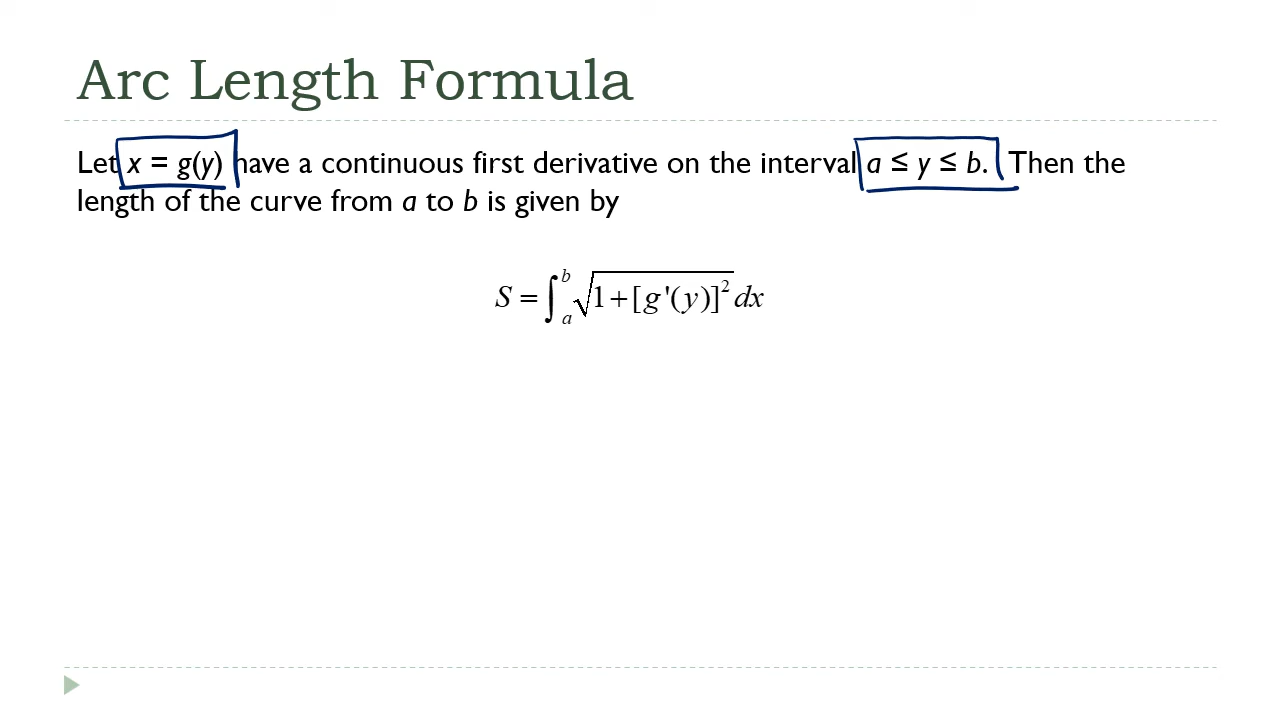 Arc Length Formula
Let x = g(y) have a continuous first derivative on the interval a ≤ y ≤ b. Then the
length of the curve from a to b is given by
S = ∫_a^b √(1 + [g'(y)]²) dx